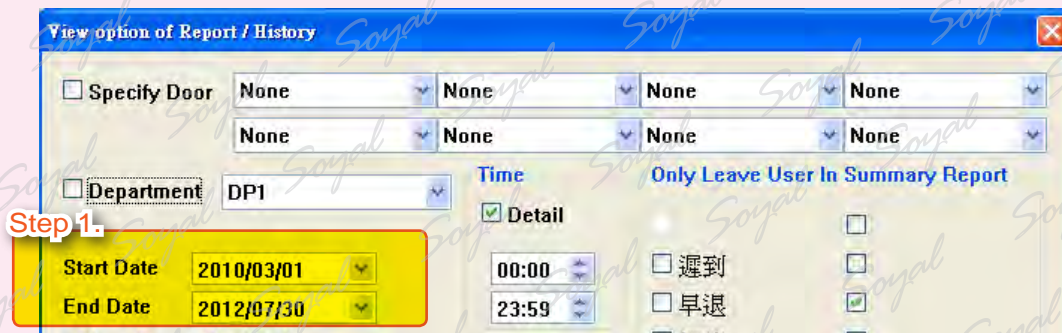 View option of Report / History
Specify Door None None None None
None None None None
Department DP1 Time Only Leave User In Summary Report
Detail
Step 1.
Start Date 2010/03/01 00:00 遲到
End Date 2012/07/30 23:59 早退
Soyal